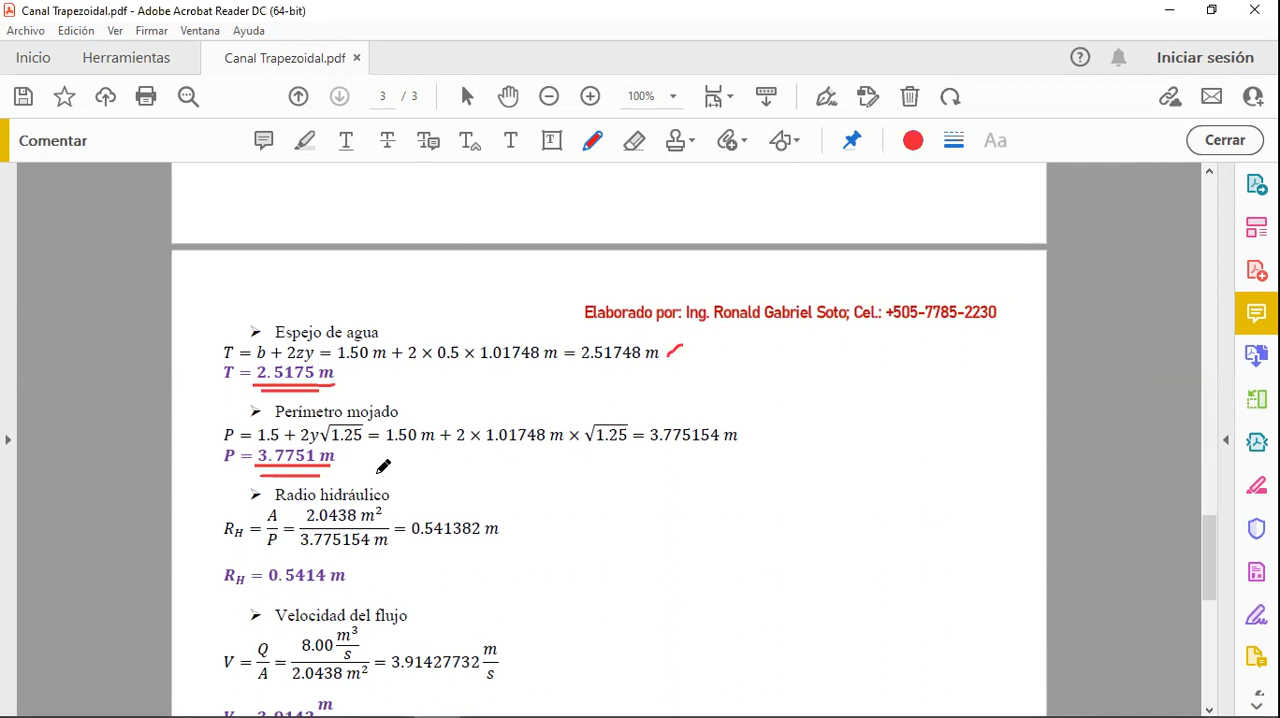 Canal Trapezoidal.pdf - Adobe Acrobat Reader DC (64-bit)
Archivo Edición Ver Firmar Ventana Ayuda
Inicio Herramientas Canal Trapezoidal.pdf × Iniciar sesión
3 / 3 100%
Comentar Aa Cerrar
Elaborado por: Ing. Ronald Gabriel Soto; Cel.: +505-7785-2230
➢ Espejo de agua
T = b + 2zy = 1.50 m + 2 × 0.5 × 1.01748 m = 2.51748 m
T = 2.5175 m
➢ Perímetro mojado
P = 1.5 + 2y√1.25 = 1.50 m + 2 × 1.01748 m × √1.25 = 3.775154 m
P = 3.7751 m
➢ Radio hidráulico
R_H = A/P = 2.0438 m²/3.775154 m = 0.541382 m
R_H = 0.5414 m
➢ Velocidad del flujo
V = Q/A = 8.00 m³/s / 2.0438 m² = 3.91427732 m/s
V = 3.9142 m